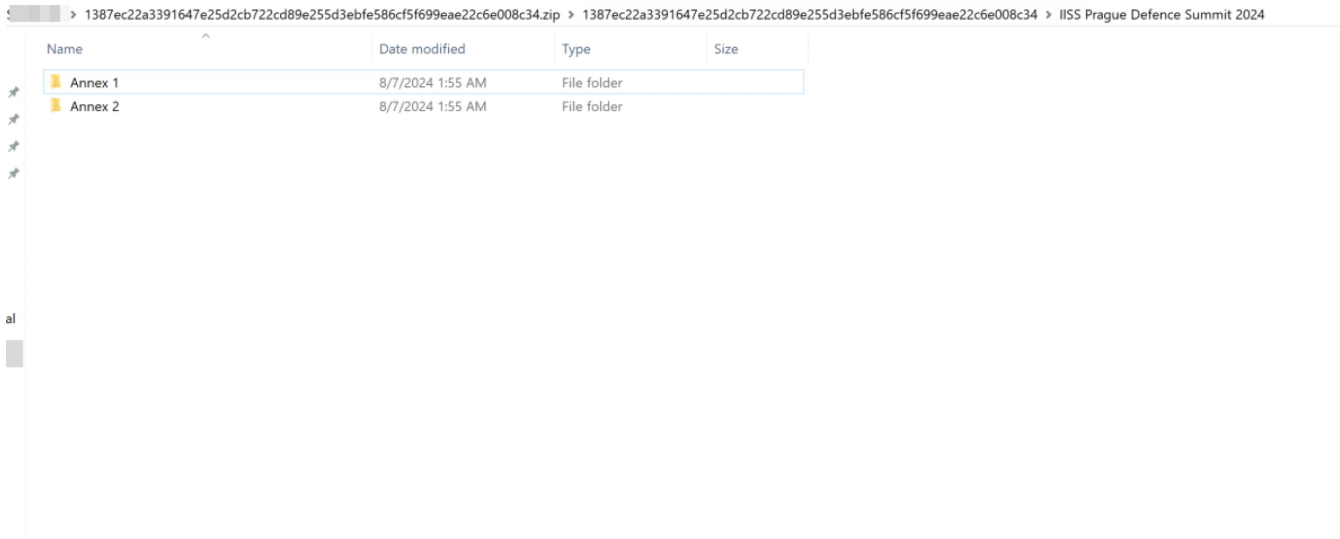 > 1387ec22a3391647e25d2cb722cd89e255d3ebfe586cf5f699eae22c6e008c34.zip > 1387ec22a3391647e25d2cb722cd89e255d3ebfe586cf5f699eae22c6e008c34 > IISS Prague Defence Summit 2024
Name Date modified Type Size
Annex 1 8/7/2024 1:55 AM File folder
Annex 2 8/7/2024 1:55 AM File folder
al